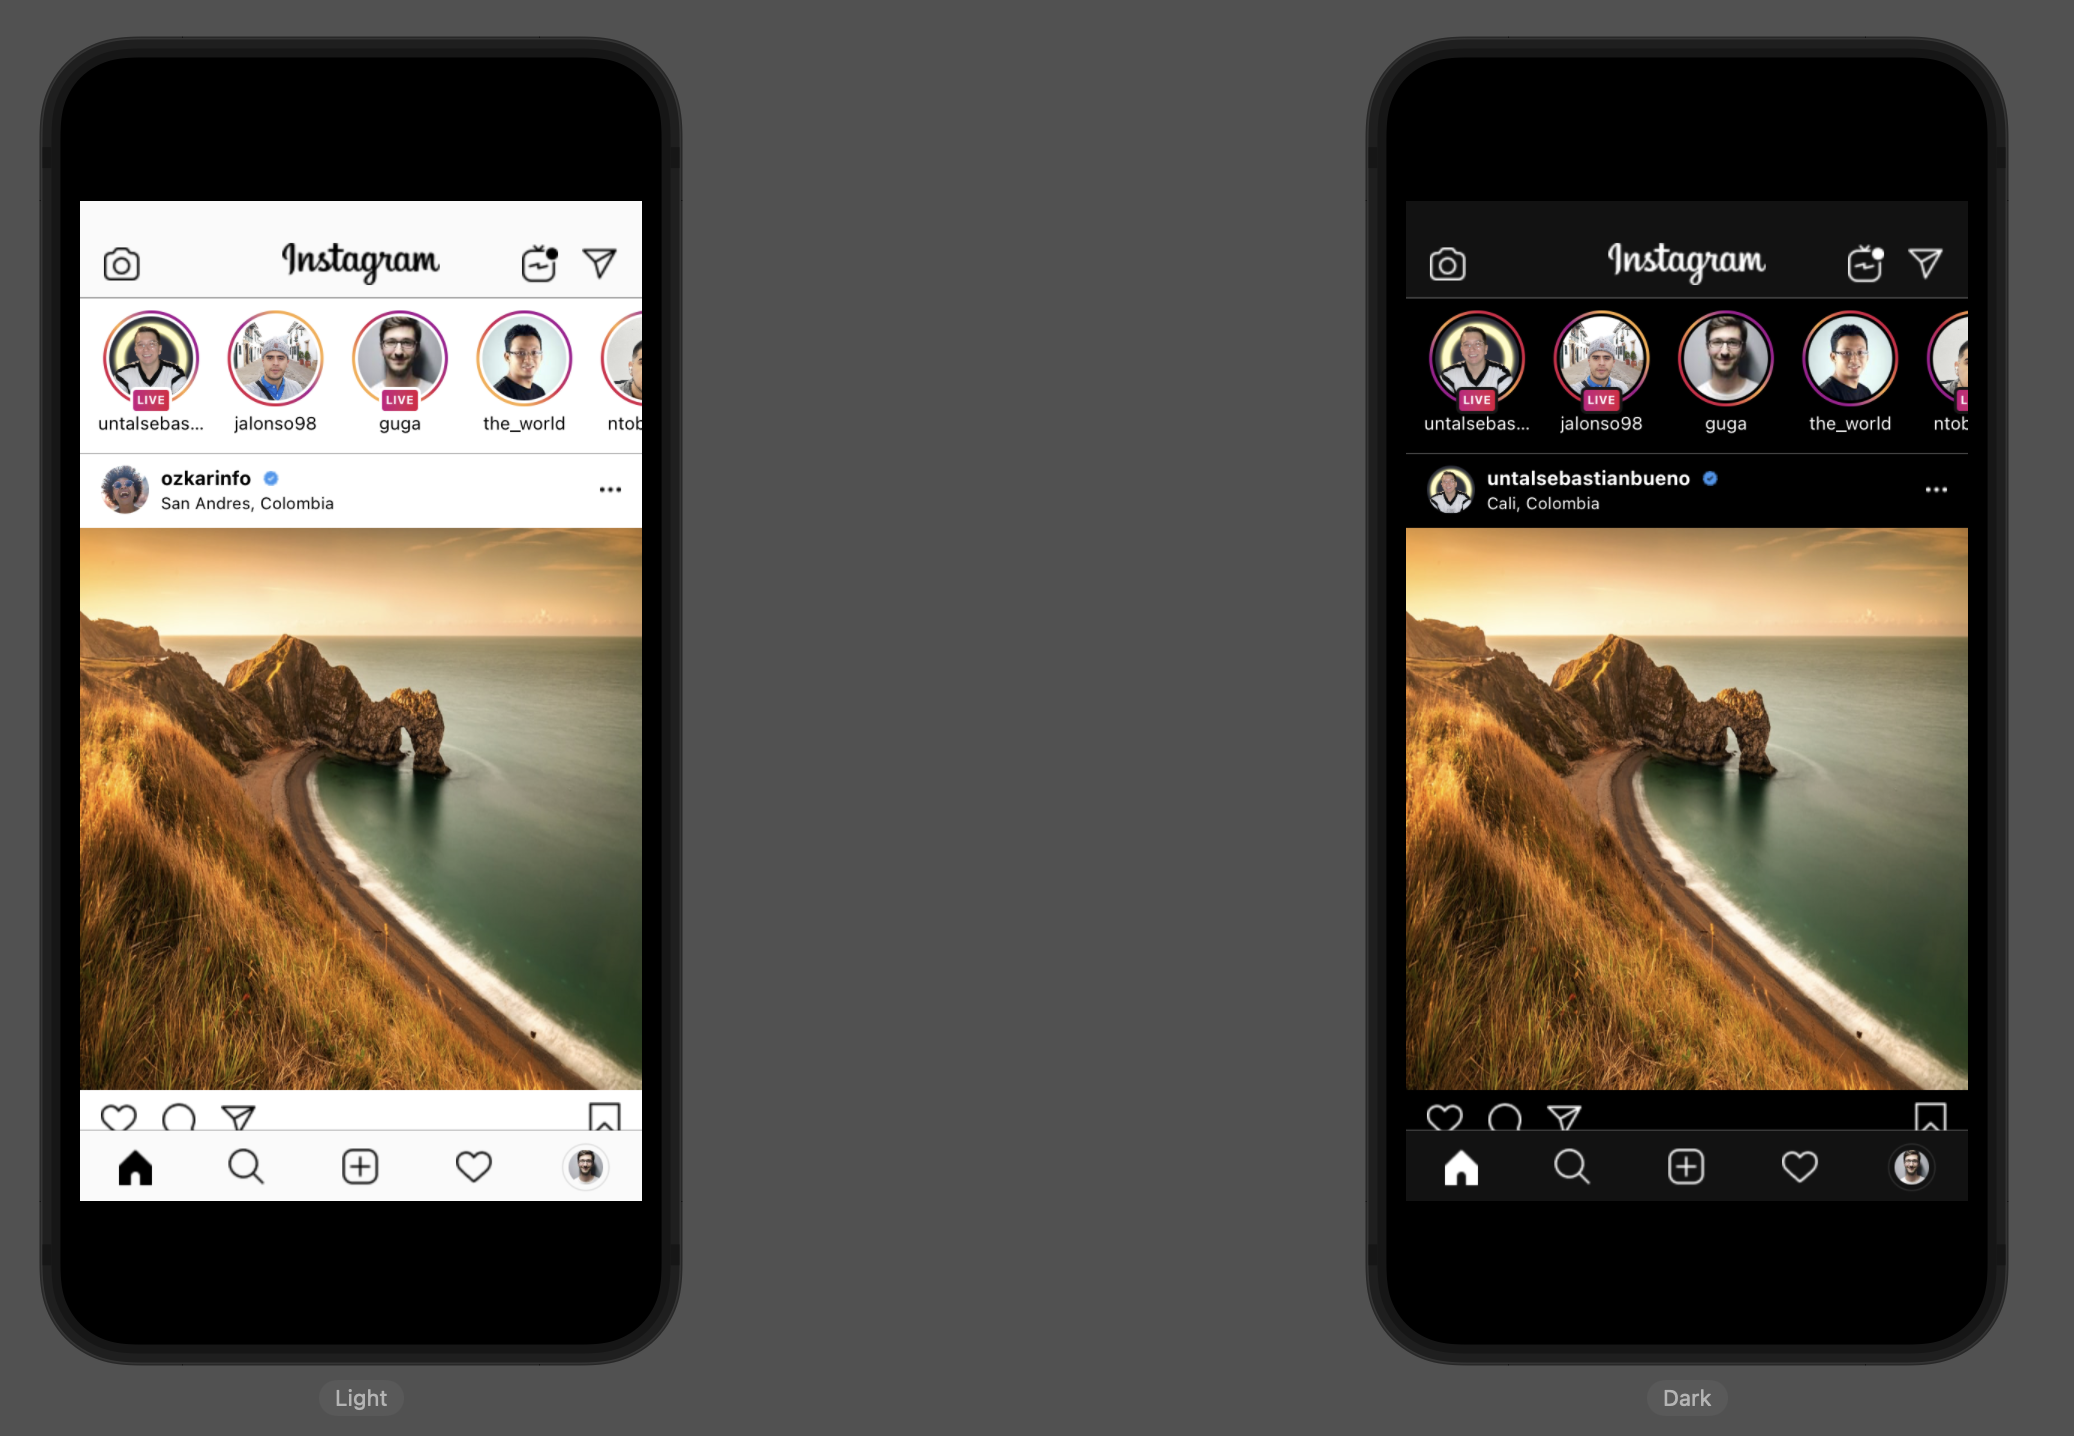 Instagram
LIVE
LIVE
untalsebas...
jalonso98
guga
the_world
ntob
ozkarinfo
San Andres, Colombia
Light
Instagram
LIVE
LIVE
L
untalsebas...
jalonso98
guga
the_world
ntob
untalsebastianbueno
Cali, Colombia
Dark